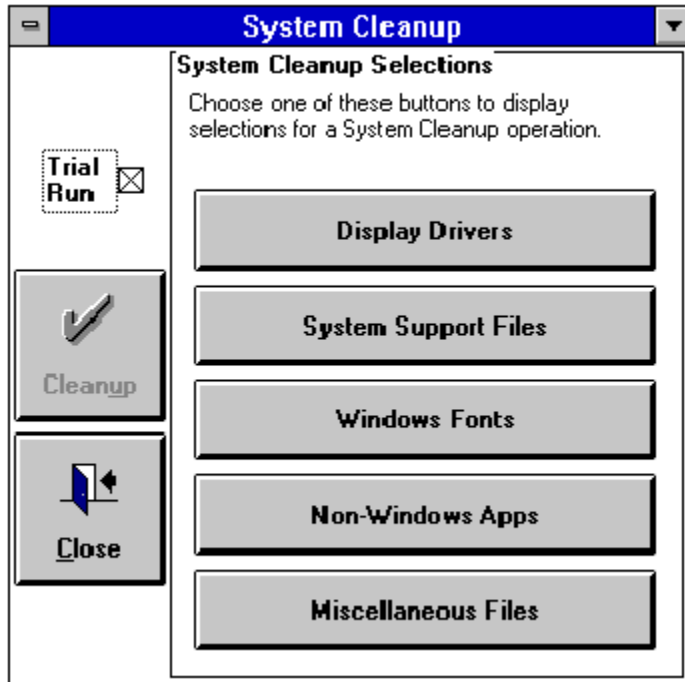 System Cleanup
System Cleanup Selections
Choose one of these buttons to display
selections for a System Cleanup operation.
Trial
Run
Display Drivers
System Support Files
Cleanup
Windows Fonts
Non-Windows Apps
Close
Miscellaneous Files